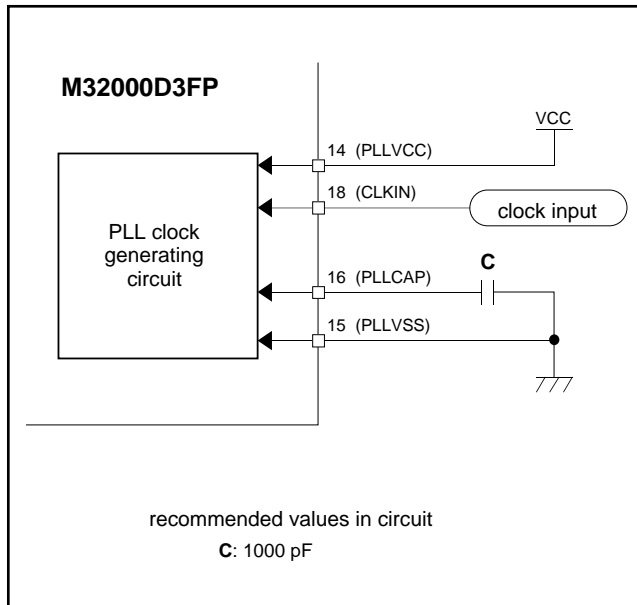 M32000D3FP
VCC
14 (PLLVCC)
18 (CLKIN)
clock input
PLL clock
generating
circuit
C
16 (PLLCAP)
15 (PLLVSS)
recommended values in circuit
C: 1000 pF